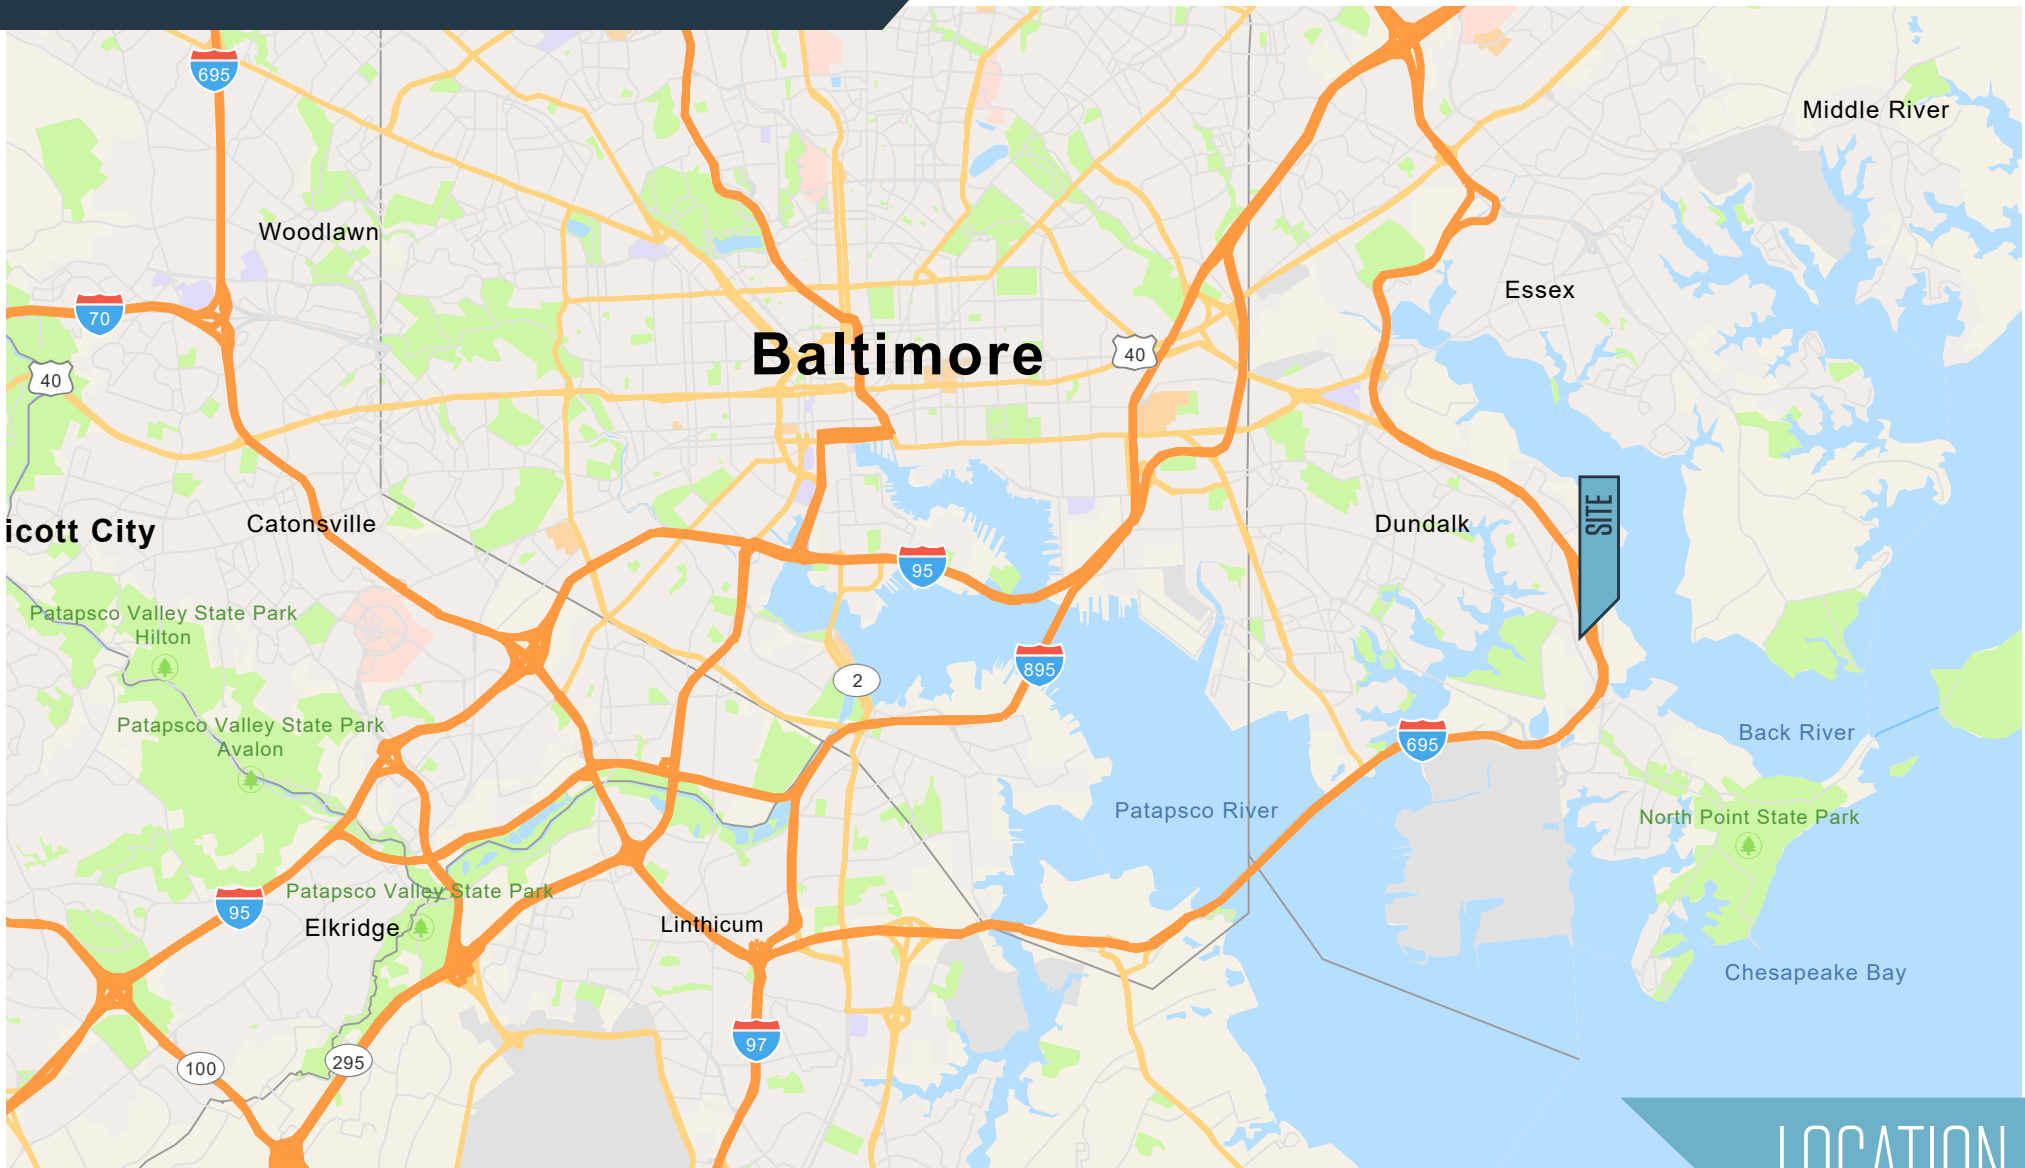 695
Middle River
Woodlawn
Essex
70
Baltimore
40
40
SITE
icott City
Catonsville
Dundalk
95
Patapsco Valley State Park
Hilton
895
2
Patapsco Valley State Park
Avalon
695
Back River
Patapsco River
North Point State Park
Patapsco Valley State Park
95
Elkridge
Linthicum
Chesapeake Bay
97
100
295
LOCATION